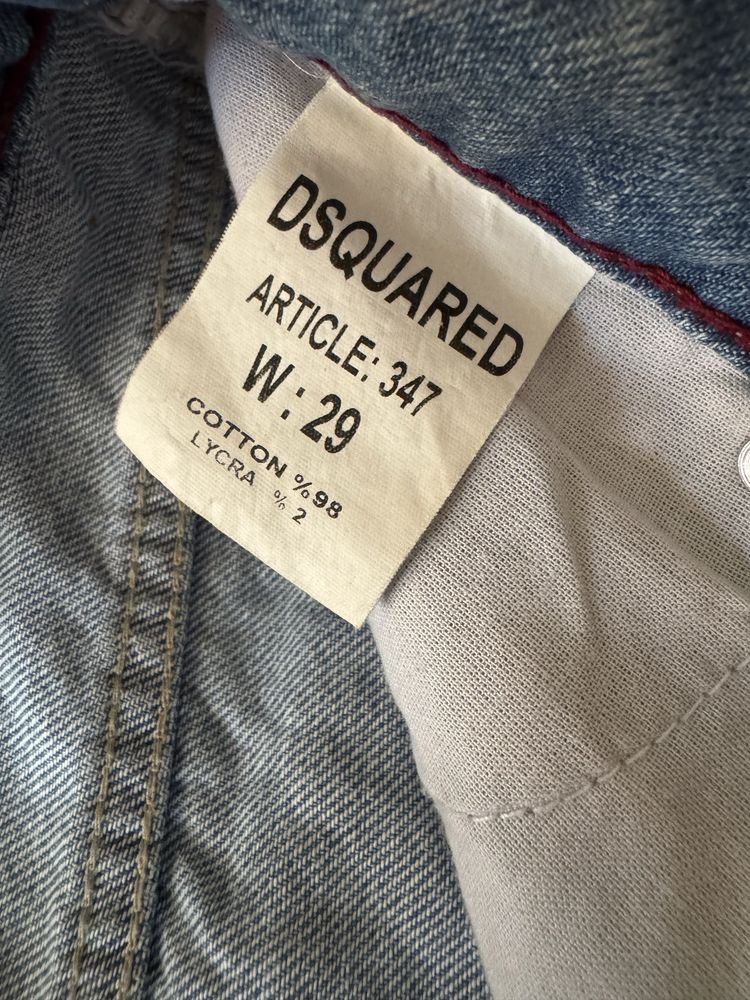 DSQUARED
ARTICLE: 347
W: 29
COTTON %98
LYCRA % 2